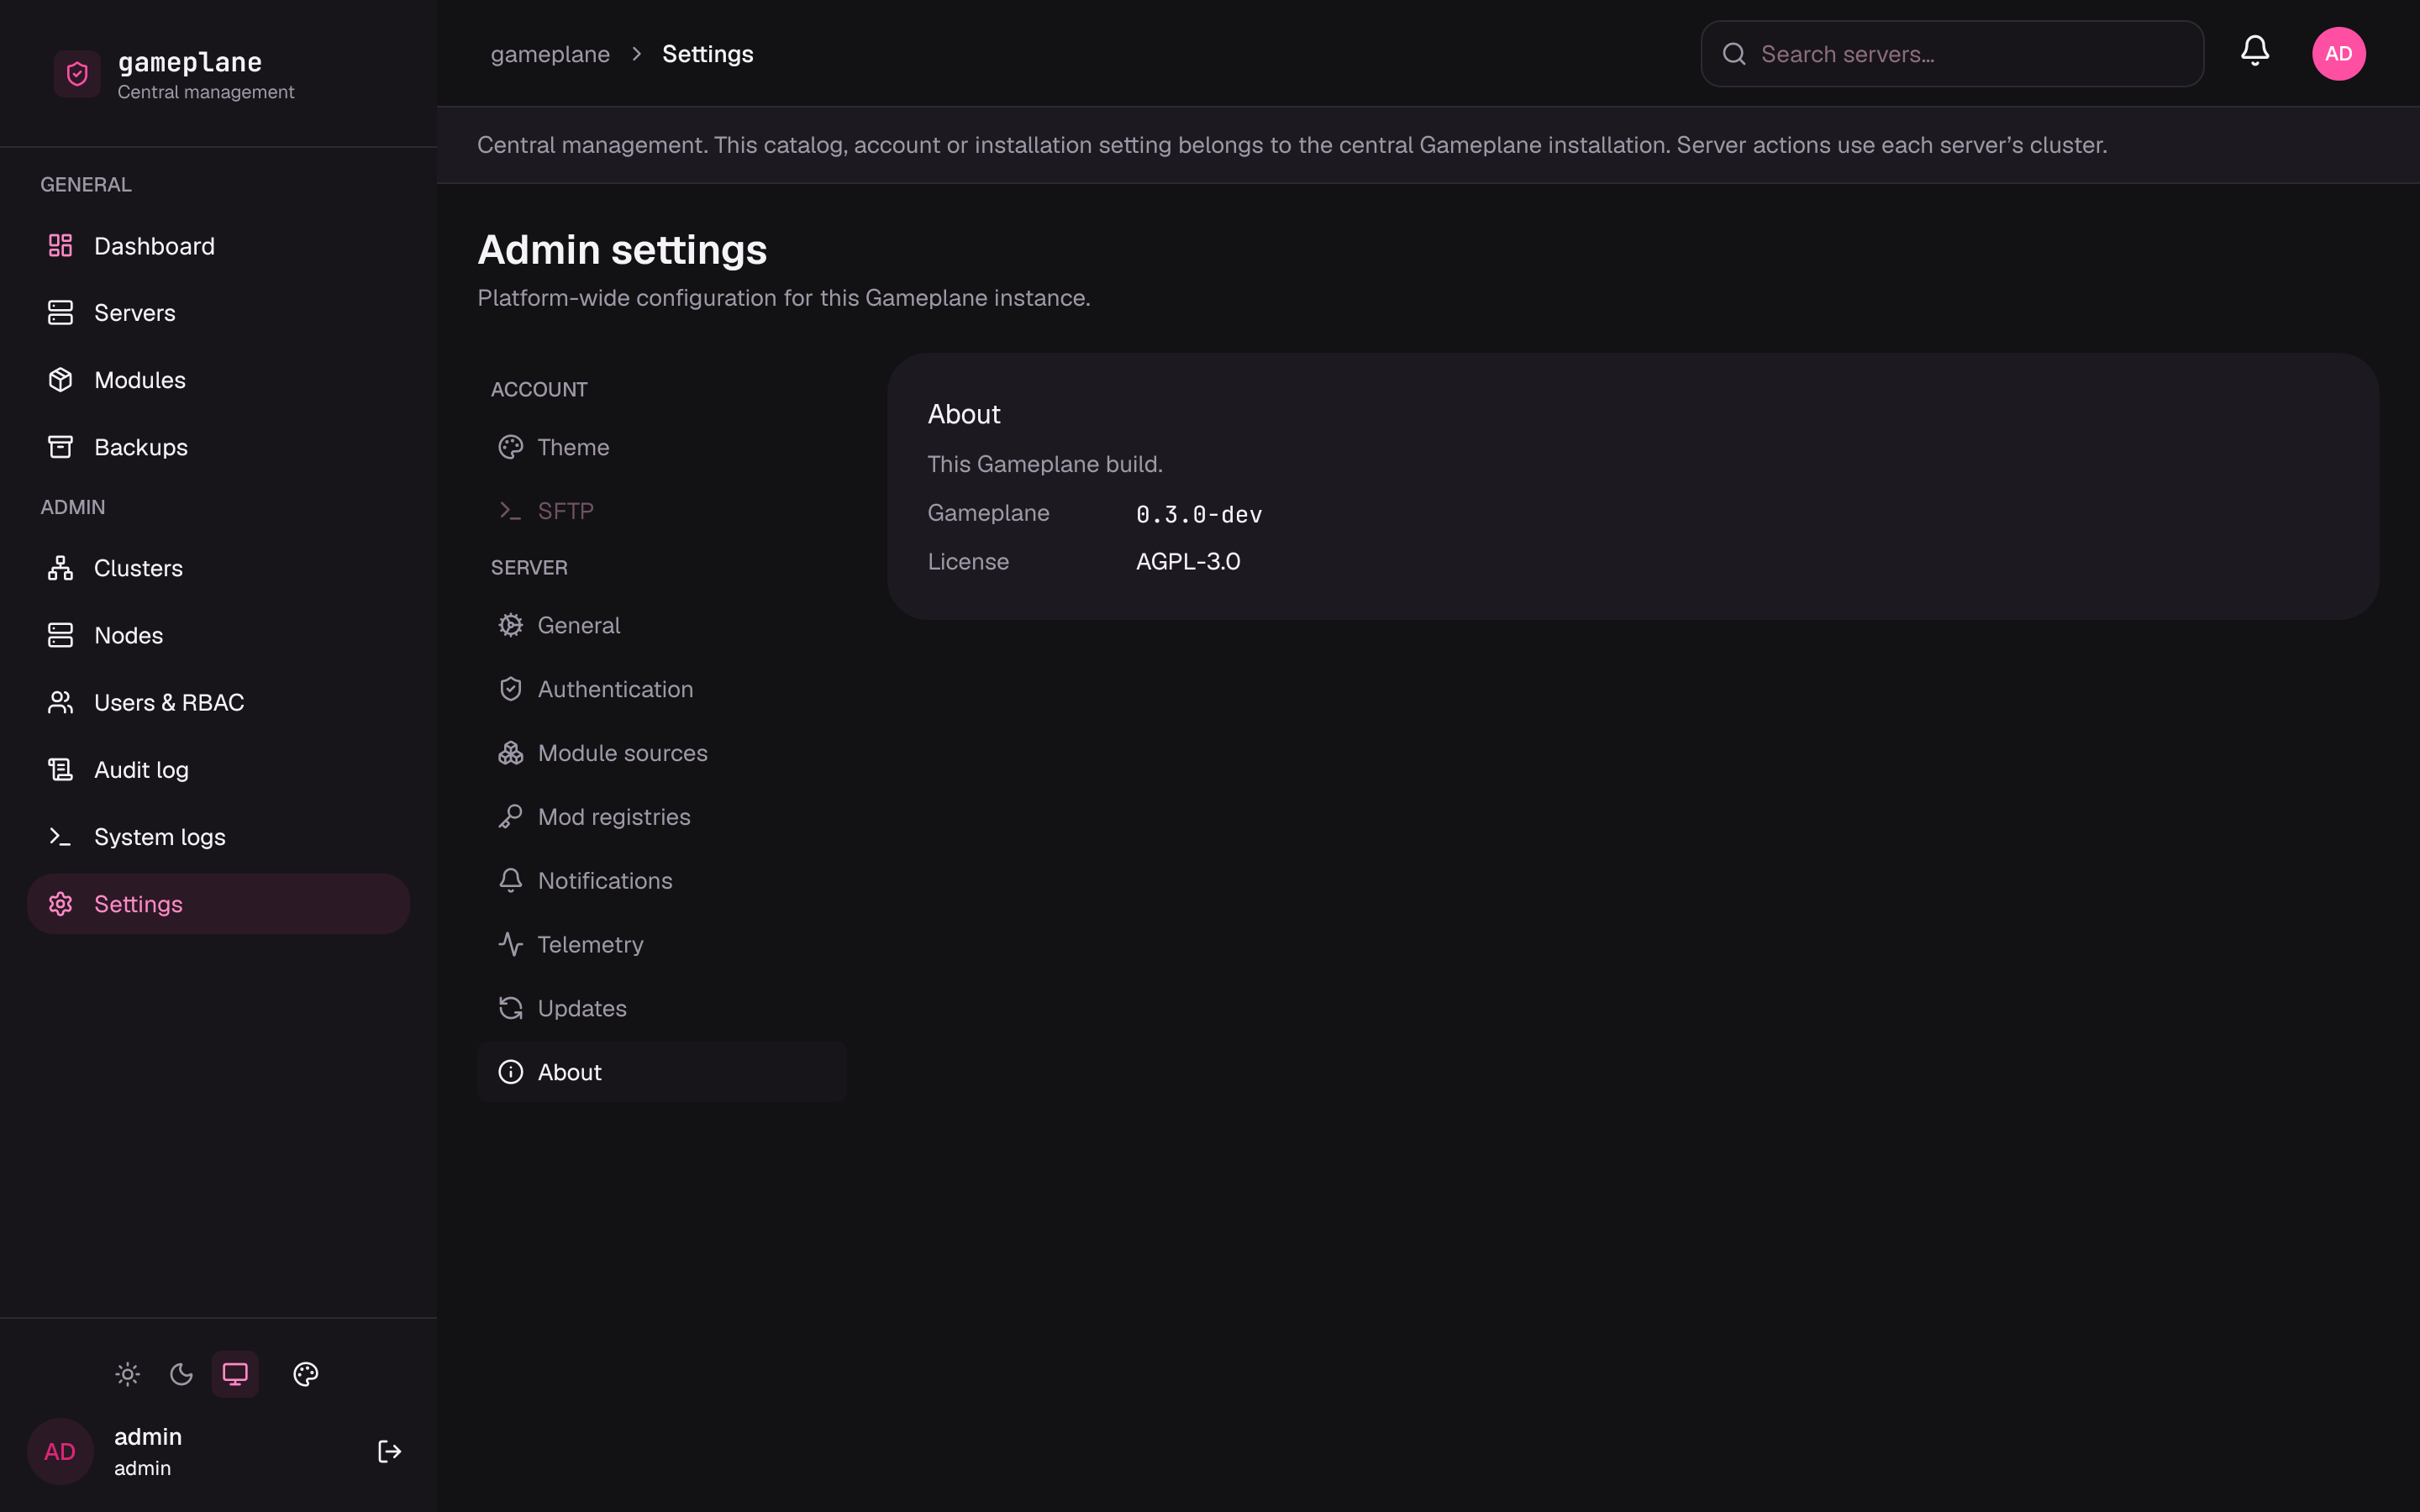 gameplane
Central management
GENERAL
Dashboard
Servers
Modules
Backups
ADMIN
Clusters
Nodes
Users & RBAC
Audit log
System logs
Settings
AD
admin
admin
gameplane > Settings
Search servers...
AD
Central management. This catalog, account or installation setting belongs to the central Gameplane installation. Server actions use each server’s cluster.
Admin settings
Platform-wide configuration for this Gameplane instance.
ACCOUNT
Theme
SFTP
SERVER
General
Authentication
Module sources
Mod registries
Notifications
Telemetry
Updates
About
About
This Gameplane build.
Gameplane 0.3.0-dev
License AGPL-3.0